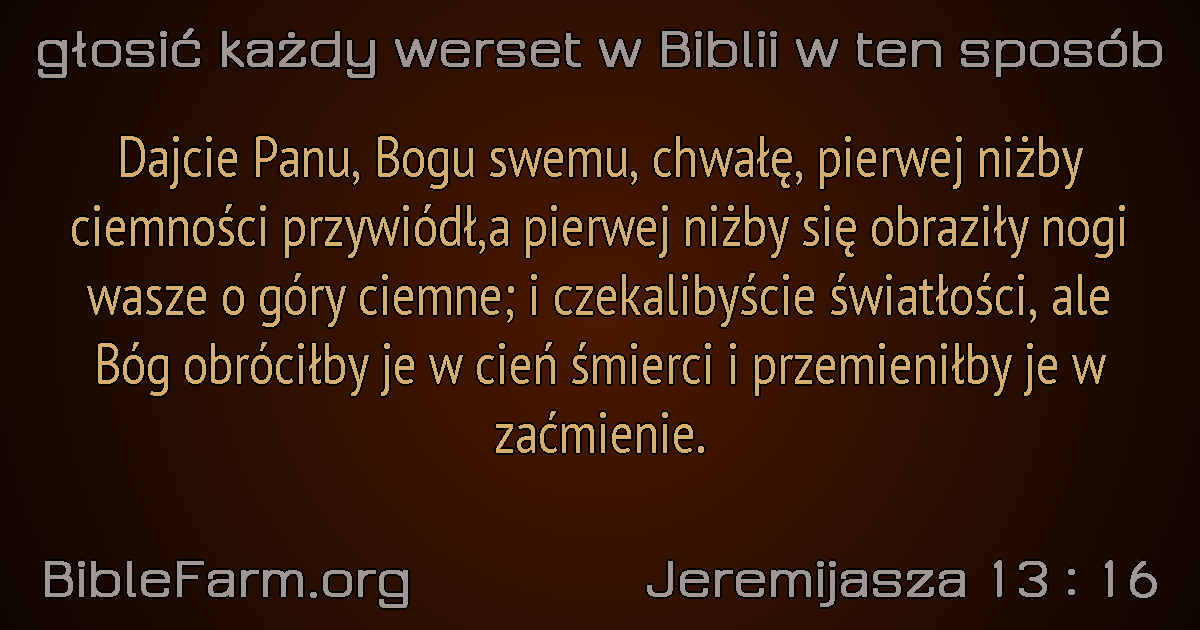 głosić każdy werset w Biblii w ten sposób
Dajcie Panu, Bogu swemu, chwałę, pierwej niżby
ciemności przywiódł,a pierwej niżby się obraziły nogi
wasze o góry ciemne; i czekalibyście światłości, ale
Bóg obróciłby je w cień śmierci i przemieniłby je w
zaćmienie.
BibleFarm.org
Jeremijasza 13 : 16